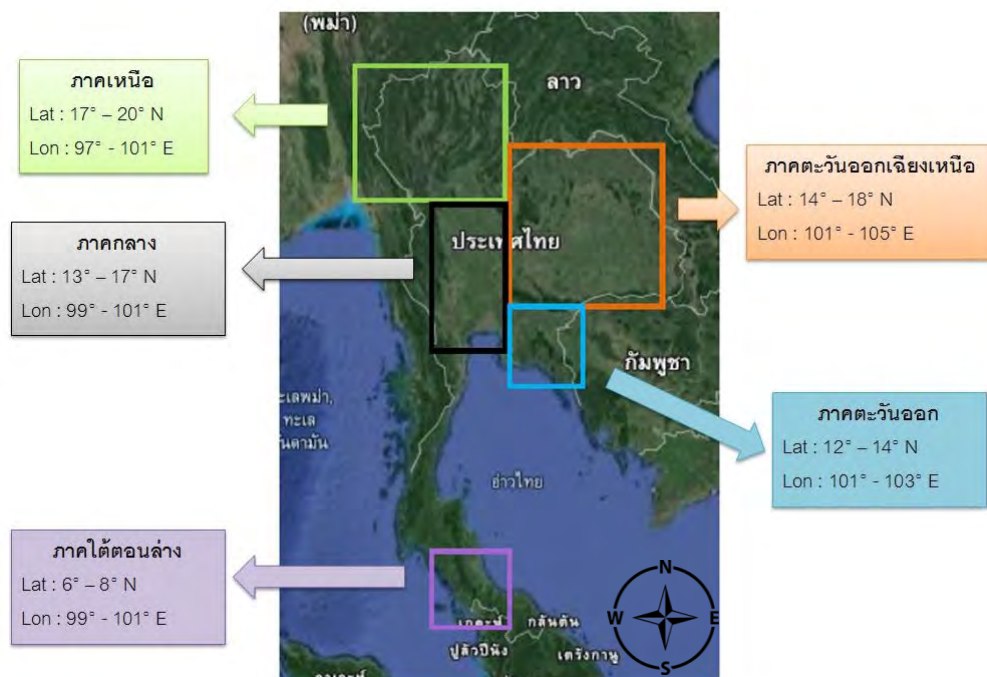 (พม่า)
ลาว
ภาคเหนือ
Lat : 17° – 20° N
Lon : 97° - 101° E
ภาคตะวันออกเฉียงเหนือ
Lat : 14° – 18° N
Lon : 101° - 105° E
ประเทศไทย
ภาคกลาง
Lat : 13° – 17° N
Lon : 99° - 101° E
กัมพูชา
ทะเล
ภาคตะวันออก
Lat : 12° – 14° N
Lon : 101° - 103° E
อ่าวไทย
ภาคใต้ตอนล่าง
Lat : 6° – 8° N
Lon : 99° - 101° E
N
W E
S
กลันตัน
ปูลัวปีนัง
เตรังกานู